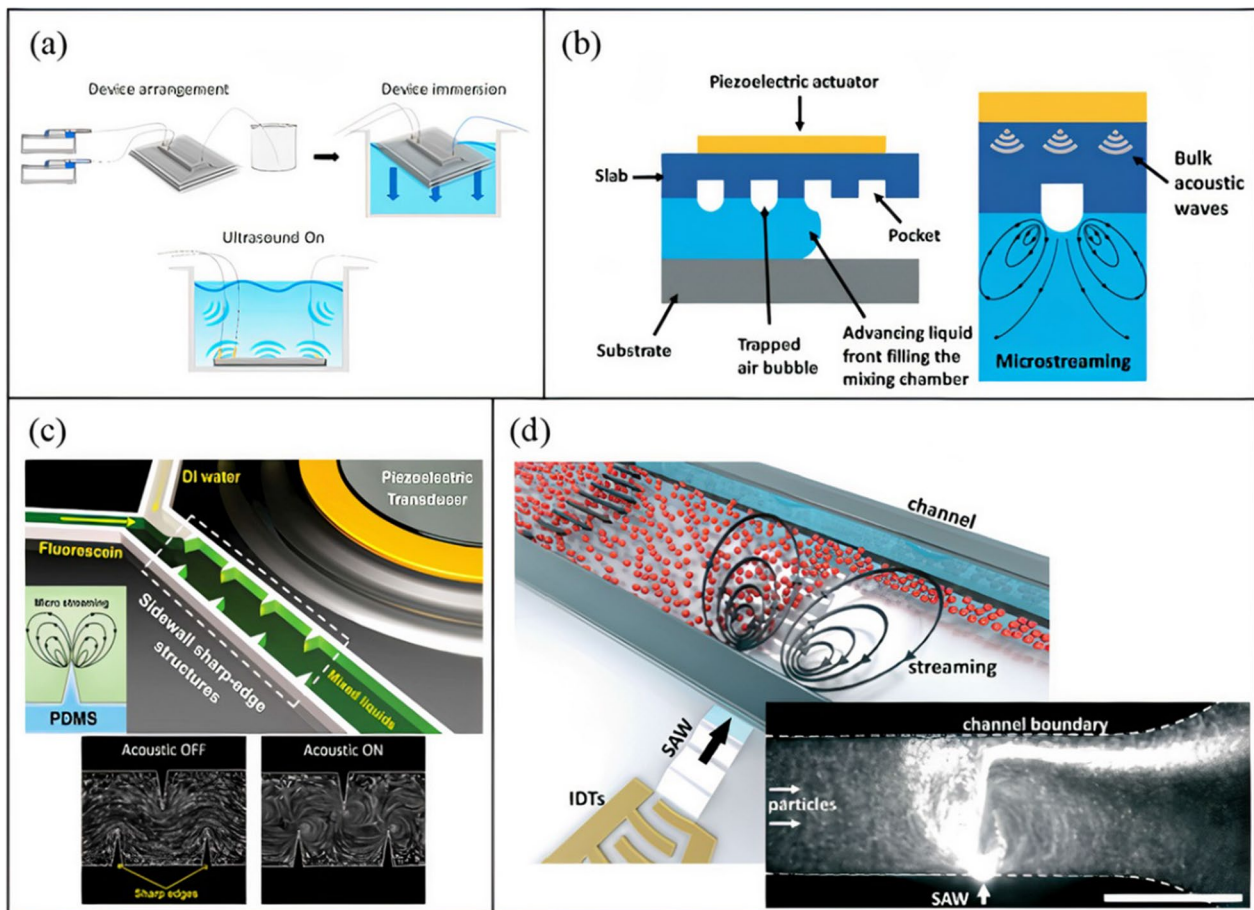 (a)
Device arrangement
Device immersion
Ultrasound On
(b)
Piezoelectric actuator
Slab
Pocket
Substrate
Trapped
air bubble
Advancing liquid
front filling the
mixing chamber
Bulk
acoustic
waves
Microstreaming
(c)
DI water
Piezoelectric
Transducer
Fluorescein
Micro streaming
PDMS
Sidewall sharp-edge
structures
Mixed liquids
Acoustic OFF
Acoustic ON
Sharp edges
(d)
channel
streaming
SAW
IDTs
channel boundary
particles
SAW